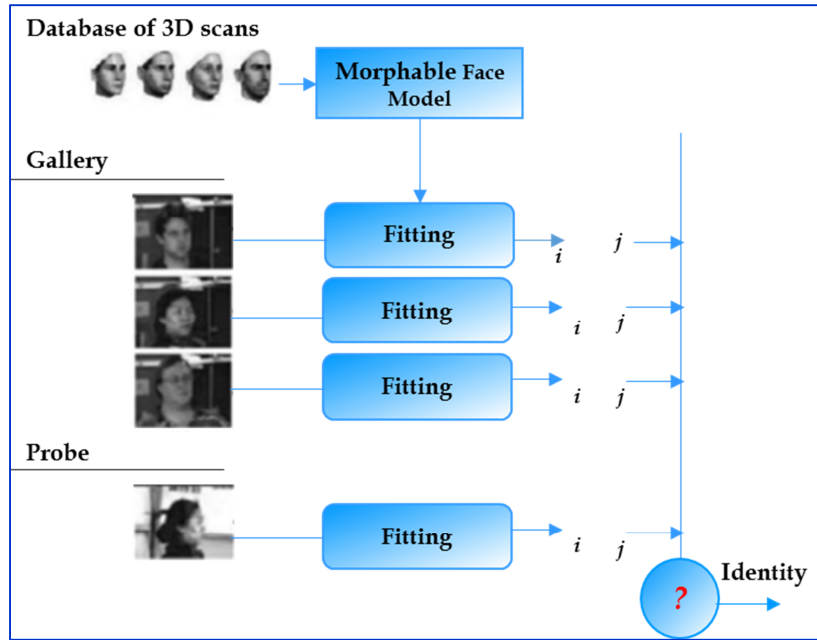 Database of 3D scans
Morphable Face
Model
Gallery
Fitting
i
j
Fitting
i
j
Fitting
i
j
Probe
Fitting
i
j
Identity
?